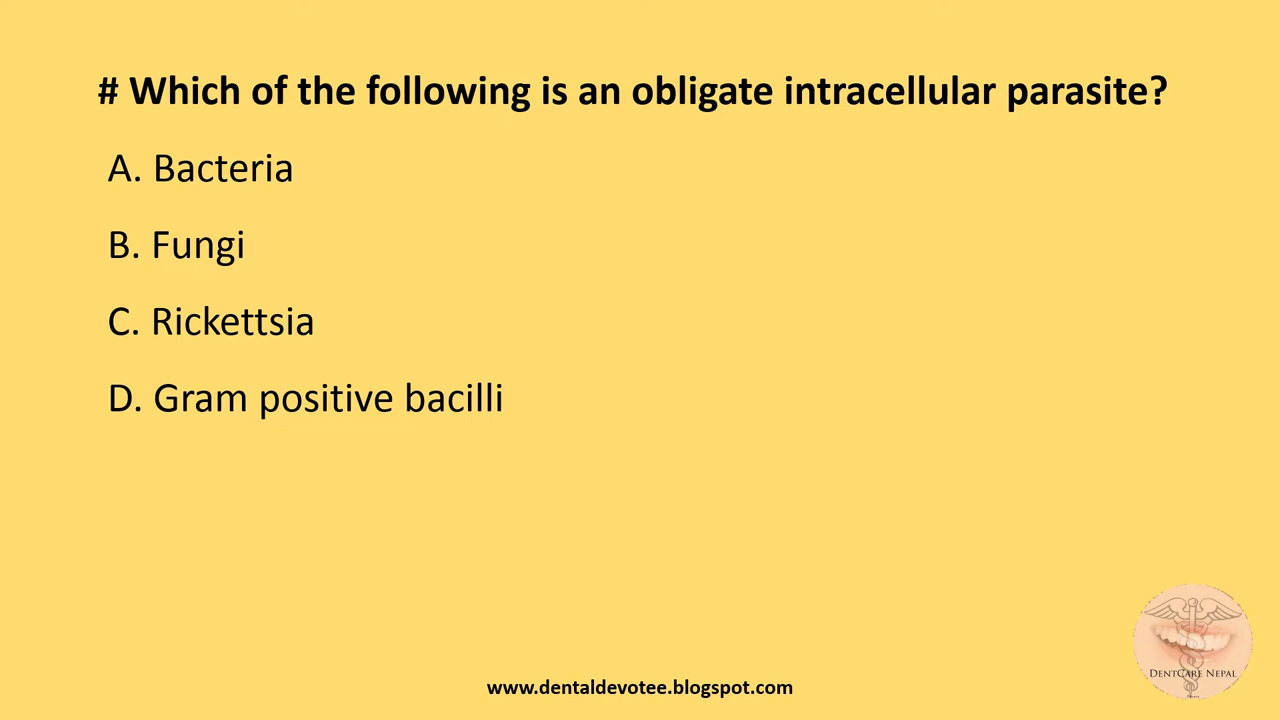 # Which of the following is an obligate intracellular parasite?
A. Bacteria
B. Fungi
C. Rickettsia
D. Gram positive bacilli
DentCare Nepal
www.dentaldevotee.blogspot.com